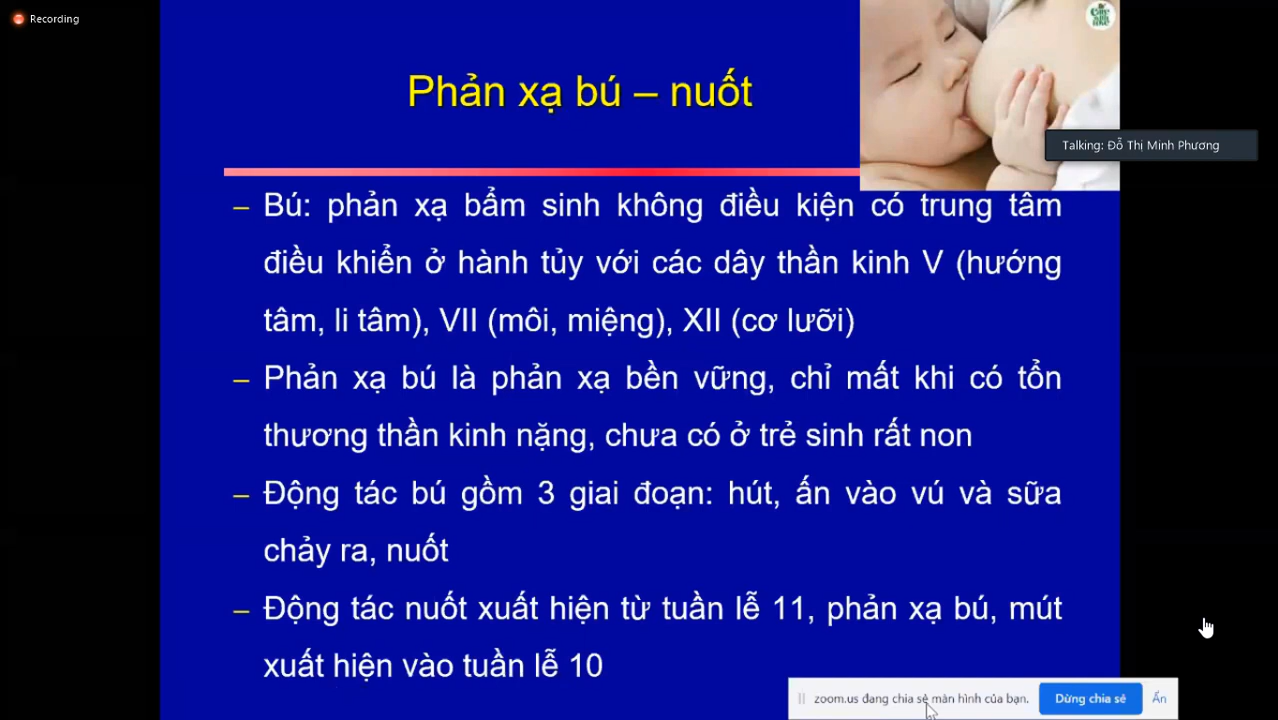 Recording
Phản xạ bú – nuốt
Talking: Đỗ Thị Minh Phương
– Bú: phản xạ bẩm sinh không điều kiện có trung tâm
điều khiển ở hành tủy với các dây thần kinh V (hướng
tâm, li tâm), VII (môi, miệng), XII (cơ lưỡi)
– Phản xạ bú là phản xạ bền vững, chỉ mất khi có tổn
thương thần kinh nặng, chưa có ở trẻ sinh rất non
– Động tác bú gồm 3 giai đoạn: hút, ấn vào vú và sữa
chảy ra, nuốt
– Động tác nuốt xuất hiện từ tuần lễ 11, phản xạ bú, mút
xuất hiện vào tuần lễ 10
zoom.us đang chia sẻ màn hình của bạn. Dừng chia sẻ Ẩn